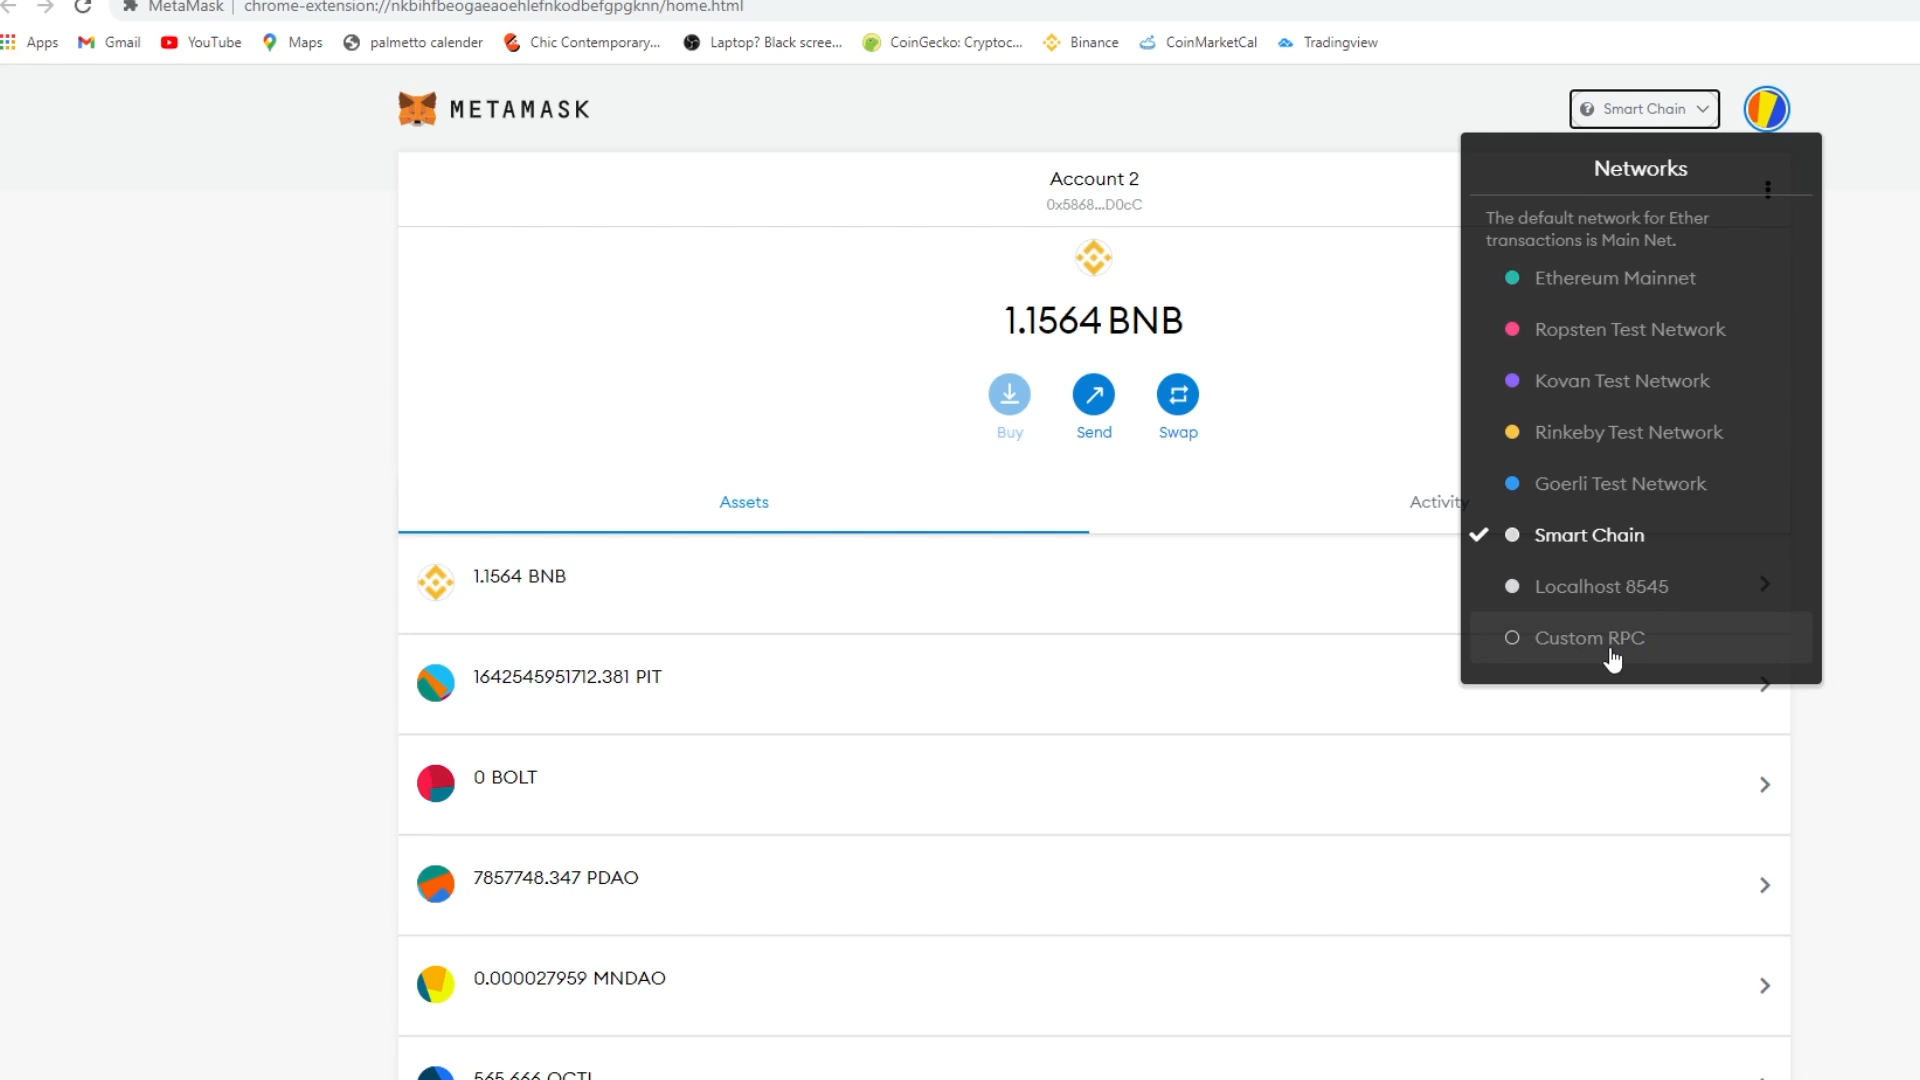 MetaMask | chrome-extension://nkbihfbeogaeaoehlefnkodbefgpgknn/home.html
Apps Gmail YouTube Maps palmetto calender Chic Contemporary... Laptop? Black scree... CoinGecko: Cryptoc... Binance CoinMarketCal Tradingview
METAMASK
Smart Chain
Account 2
0x5868...D0cC
1.1564 BNB
Buy Send Swap
Assets
Activity
1.1564 BNB
1642545951712.381 PIT
0 BOLT
7857748.347 PDAO
0.000027959 MNDAO
565.666 OCTI
Networks
The default network for Ether
transactions is Main Net.
Ethereum Mainnet
Ropsten Test Network
Kovan Test Network
Rinkeby Test Network
Goerli Test Network
Smart Chain
Localhost 8545
Custom RPC